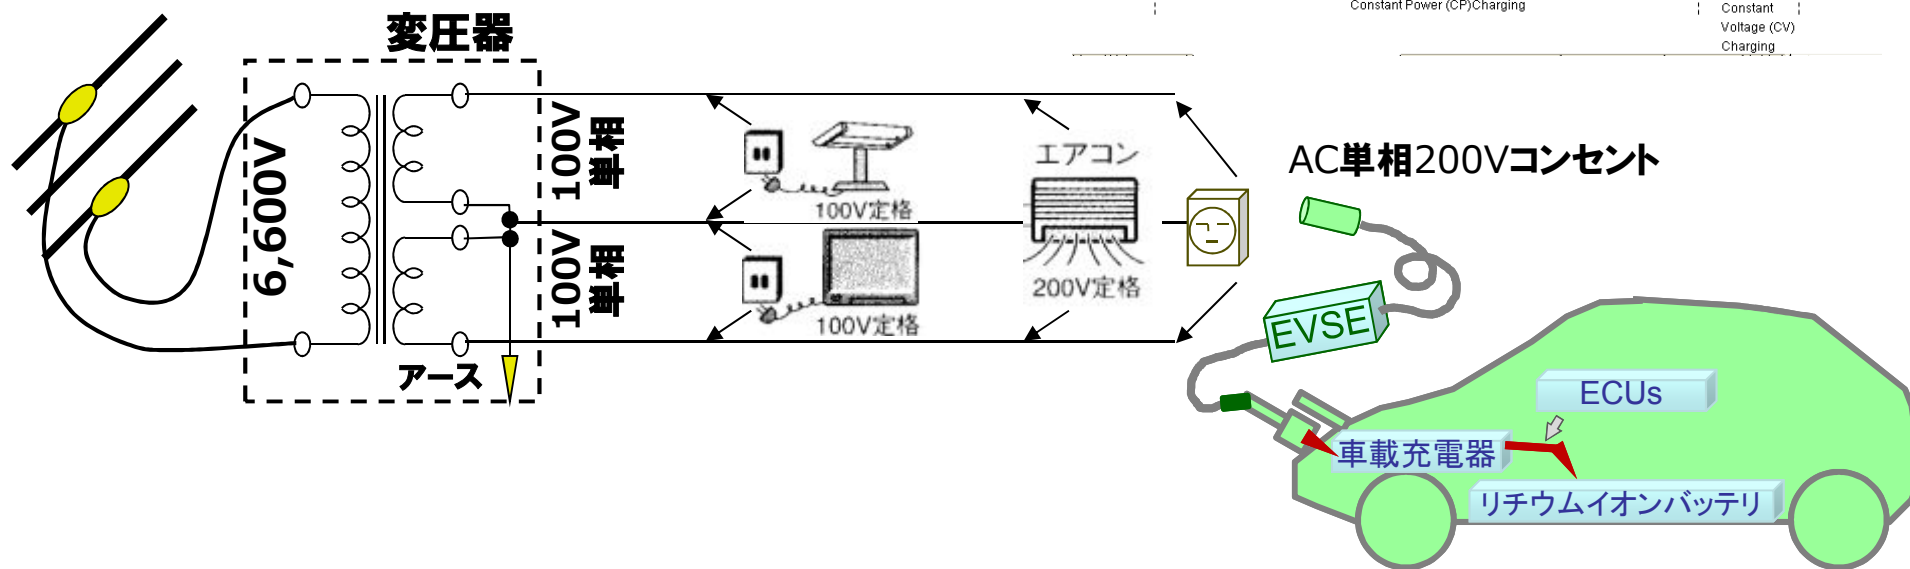 Constant Power (CP)Charging
Constant
Voltage (CV)
Charging
変圧器
6,600V
100V
単相
100V
単相
アース
100V定格
100V定格
エアコン
200V定格
AC単相200Vコンセント
EVSE
ECUs
車載充電器
リチウムイオンバッテリ